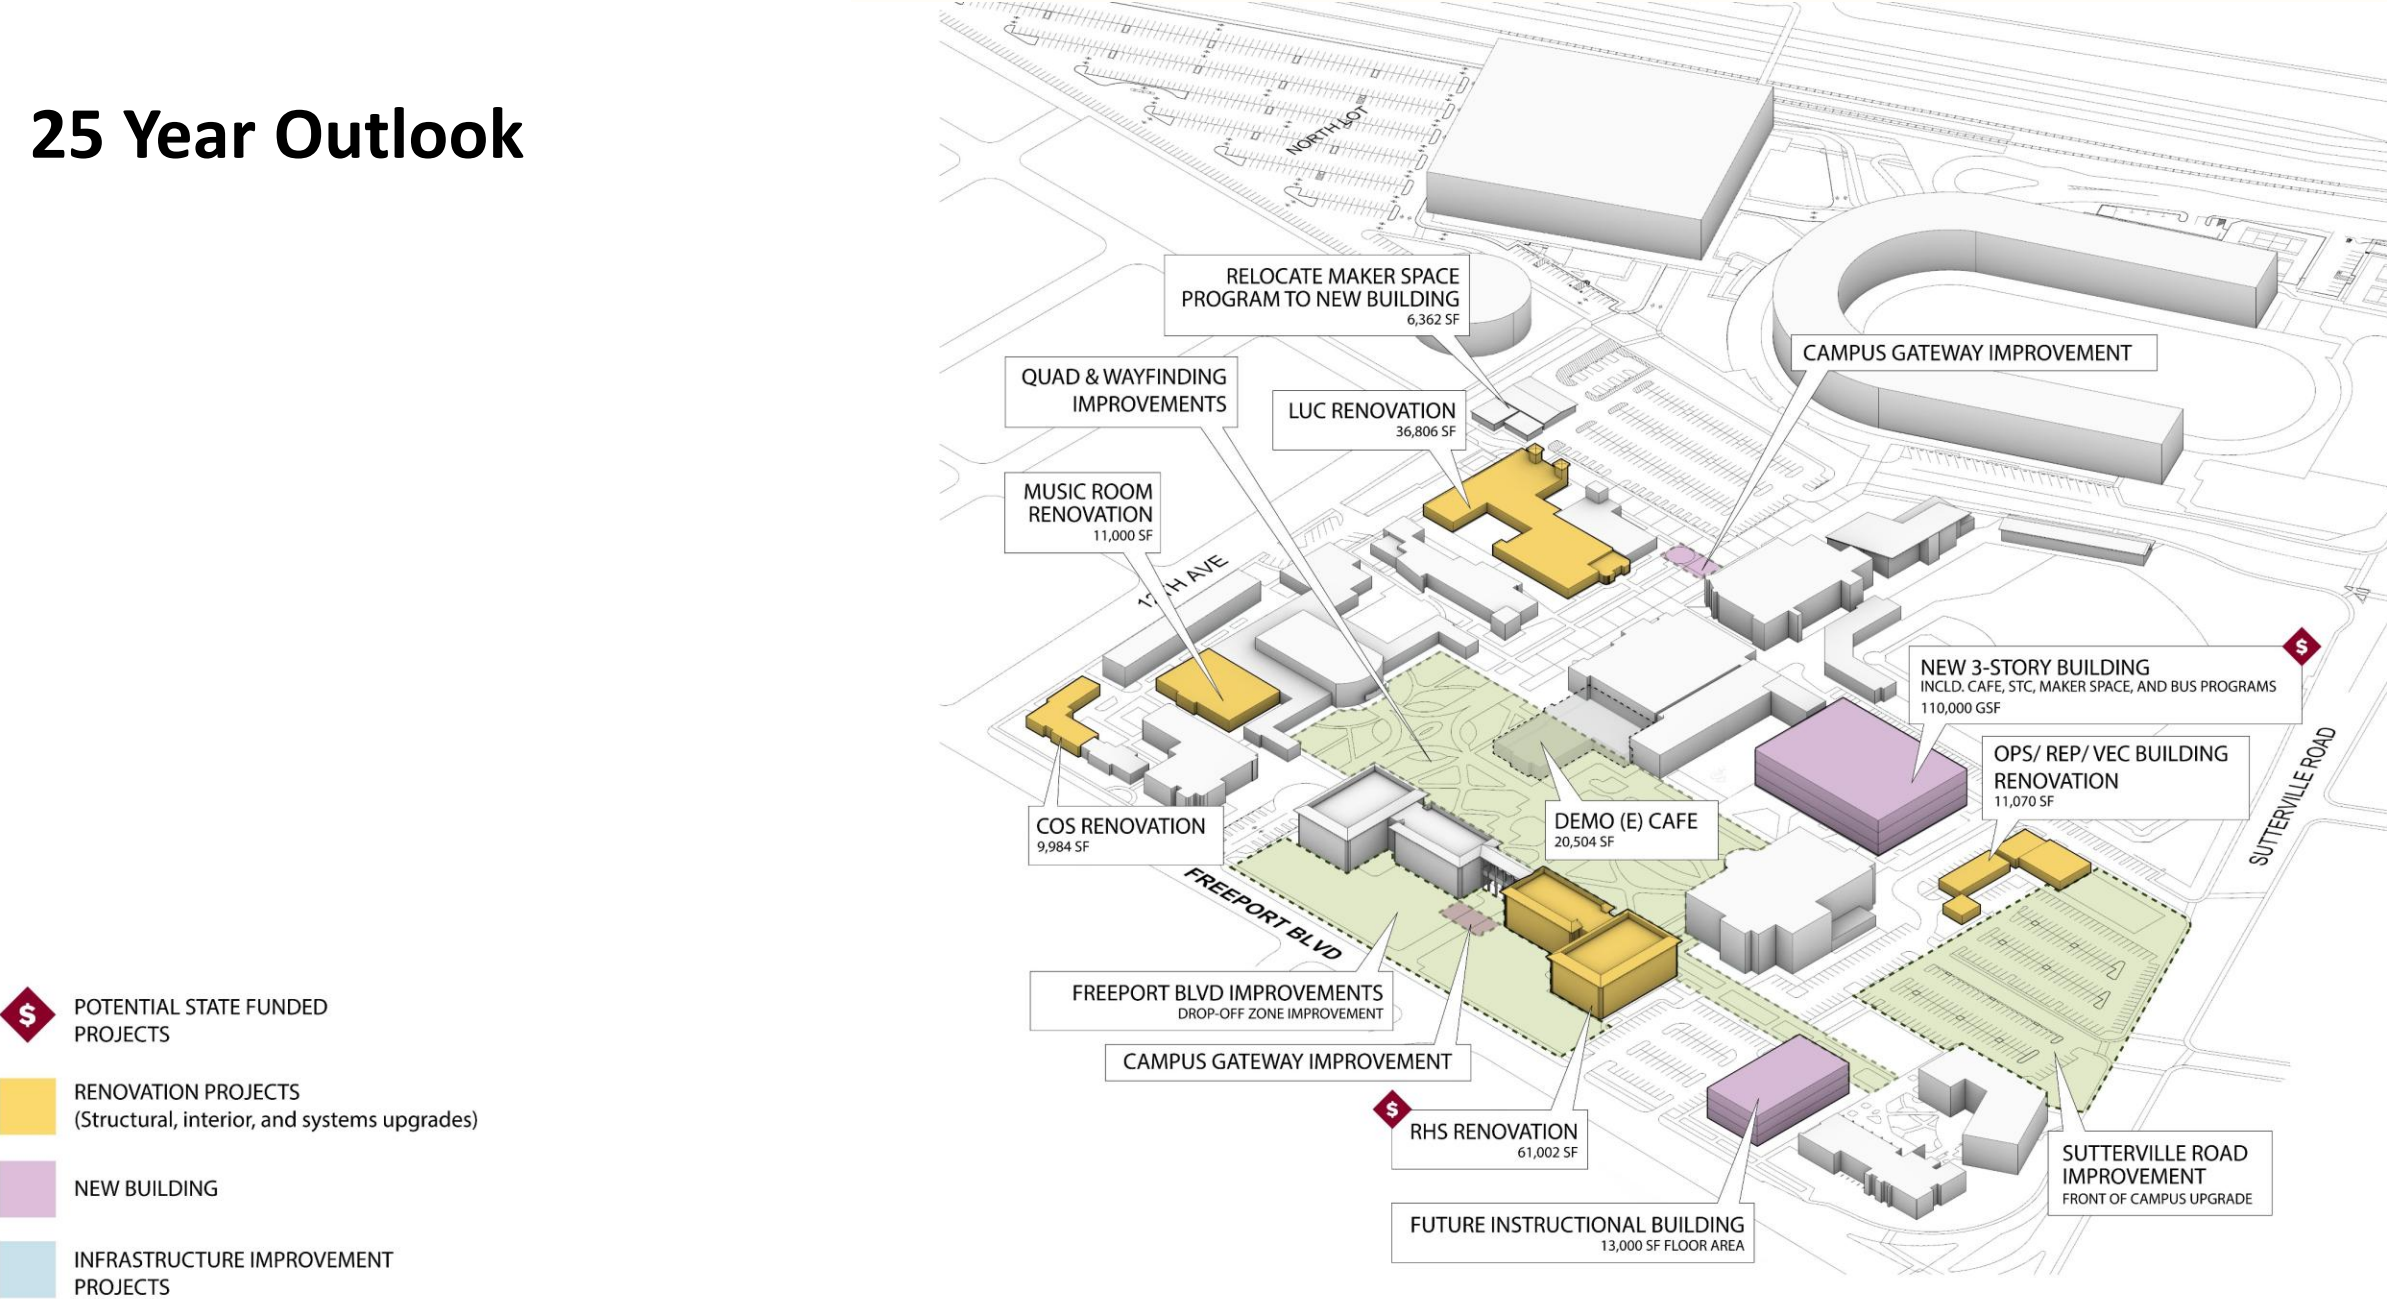 25 Year Outlook
NORTH LOT
RELOCATE MAKER SPACE
PROGRAM TO NEW BUILDING
6,362 SF
CAMPUS GATEWAY IMPROVEMENT
QUAD & WAYFINDING
IMPROVEMENTS
LUC RENOVATION
36,806 SF
MUSIC ROOM
RENOVATION
11,000 SF
12TH AVE
$
NEW 3-STORY BUILDING
INCLD. CAFE, STC, MAKER SPACE, AND BUS PROGRAMS
110,000 GSF
SUTTERVILLE ROAD
OPS/ REP/ VEC BUILDING
RENOVATION
11,070 SF
COS RENOVATION
9,984 SF
DEMO (E) CAFE
20,504 SF
FREEPORT BLVD
FREEPORT BLVD IMPROVEMENTS
DROP-OFF ZONE IMPROVEMENT
CAMPUS GATEWAY IMPROVEMENT
$
RHS RENOVATION
61,002 SF
SUTTERVILLE ROAD
IMPROVEMENT
FRONT OF CAMPUS UPGRADE
FUTURE INSTRUCTIONAL BUILDING
13,000 SF FLOOR AREA
$
POTENTIAL STATE FUNDED
PROJECTS
RENOVATION PROJECTS
(Structural, interior, and systems upgrades)
NEW BUILDING
INFRASTRUCTURE IMPROVEMENT
PROJECTS